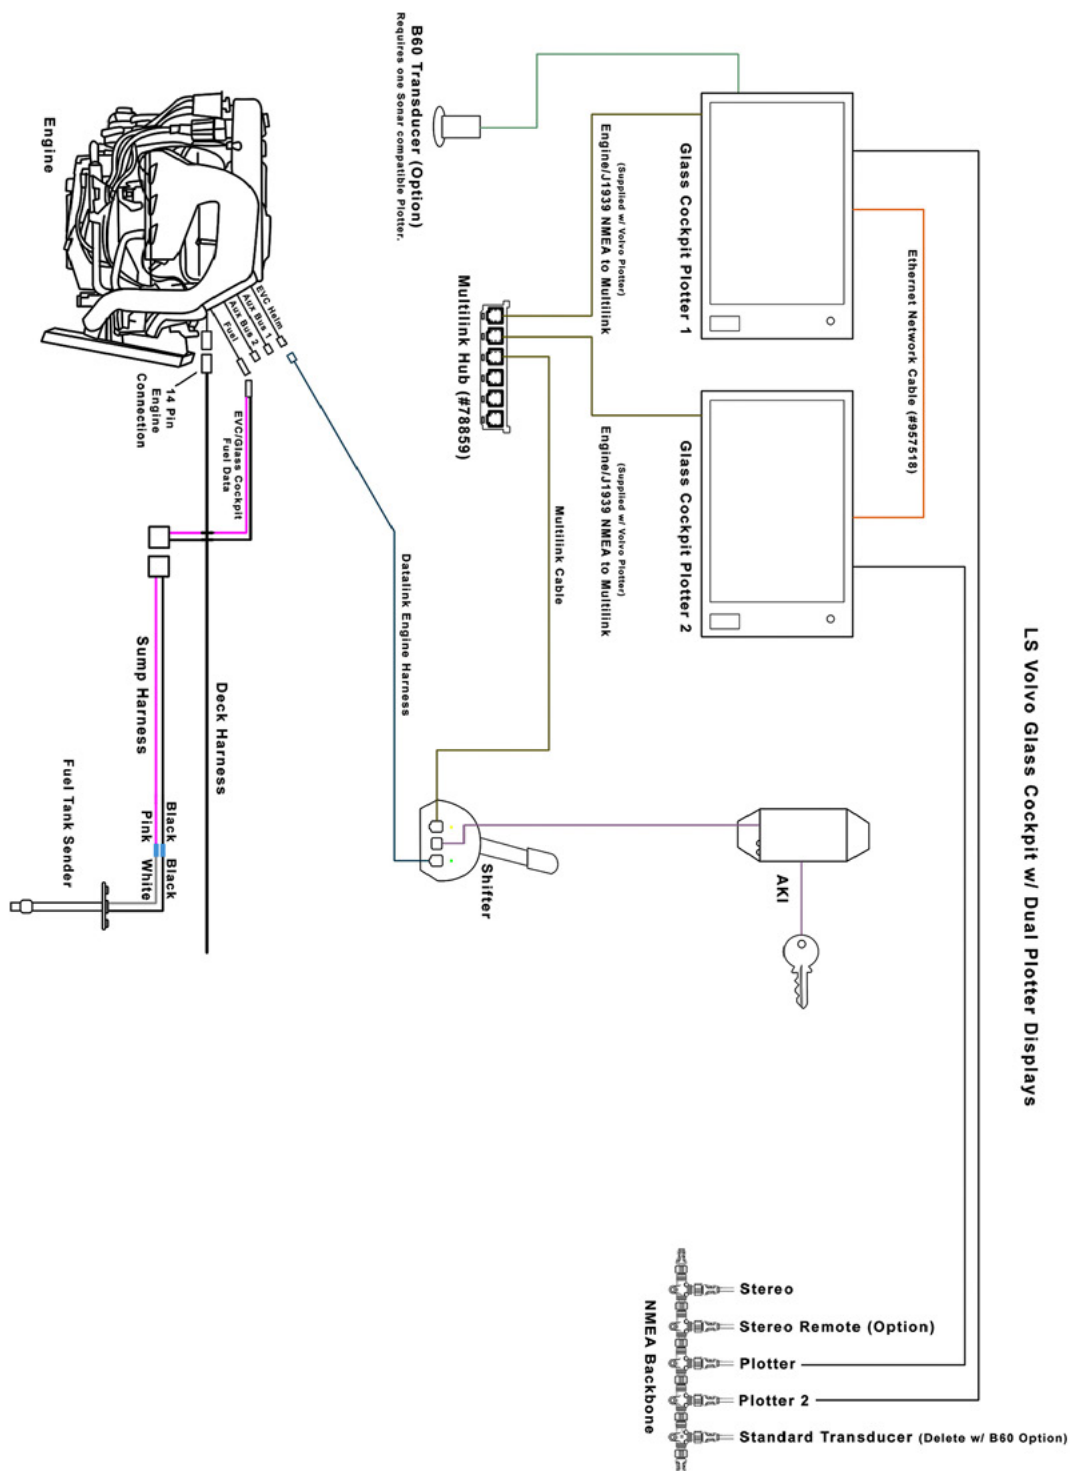 LS Volvo Glass Cockpit w/ Dual Plotter Displays
Ethernet Network Cable (#957518)
Glass Cockpit Plotter 1
Glass Cockpit Plotter 2
(Supplied w/ Volvo Plotter)
Engine/J1939 NMEA to Multilink
(Supplied w/ Volvo Plotter)
Engine/J1939 NMEA to Multilink
B60 Transducer (Option)
Requires one Sonar compatible Plotter.
Multilink Hub (#78859)
Multilink Cable
Datalink Engine Harness
Shifter
AKI
Engine
EVC Helm
Aux Bus 1
Aux Bus 2
Fuel
14 Pin
Engine
Connection
EVC/Glass Cockpit
Fuel Data
Deck Harness
Sump Harness
Black
Black
Pink
White
Fuel Tank Sender
NMEA Backbone
Stereo
Stereo Remote (Option)
Plotter
Plotter 2
Standard Transducer (Delete w/ B60 Option)